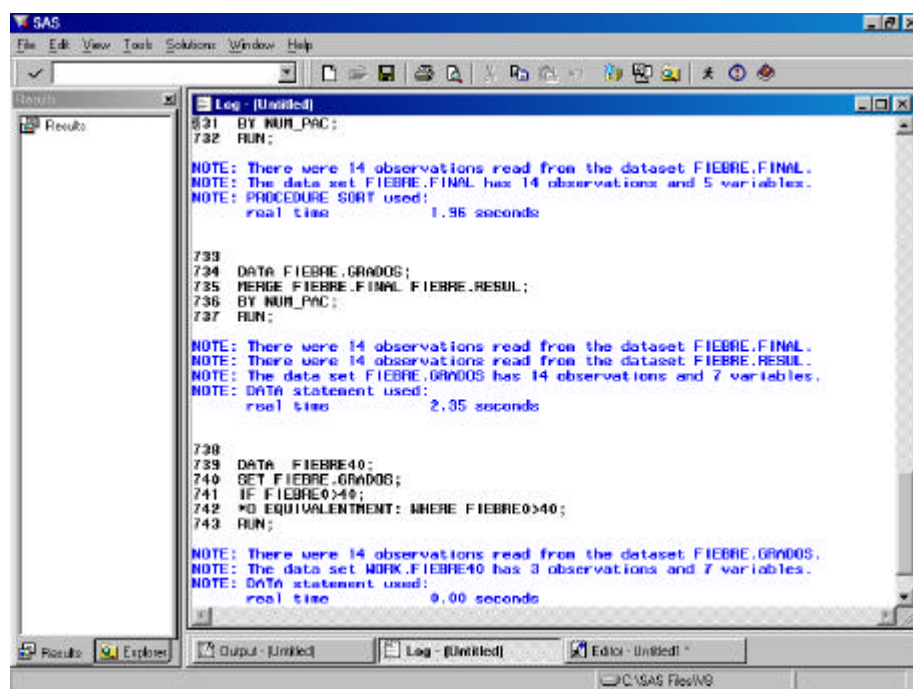 SAS
File Edit View Tools Solutions Window Help
Results
Results
Log - (Untitled)
731 BY NUM_PAC;
732 RUN;
NOTE: There were 14 observations read from the dataset FIEBRE.FINAL.
NOTE: The data set FIEBRE.FINAL has 14 observations and 5 variables.
NOTE: PROCEDURE SORT used:
real time 1.96 seconds
733
734 DATA FIEBRE.GRADOS;
735 MERGE FIEBRE.FINAL FIEBRE.RESUL;
736 BY NUM_PAC;
737 RUN;
NOTE: There were 14 observations read from the dataset FIEBRE.FINAL.
NOTE: There were 14 observations read from the dataset FIEBRE.RESUL.
NOTE: The data set FIEBRE.GRADOS has 14 observations and 7 variables.
NOTE: DATA statement used:
real time 2.35 seconds
738
739 DATA FIEBRE40;
740 SET FIEBRE.GRADOS;
741 IF FIEBRE0>40;
742 *O EQUIVALENTMENT: WHERE FIEBRE0>40;
743 RUN;
NOTE: There were 14 observations read from the dataset FIEBRE.GRADOS.
NOTE: The data set WORK.FIEBRE40 has 3 observations and 7 variables.
NOTE: DATA statement used:
real time 0.00 seconds
Results Explorer Output - (Untitled) Log - (Untitled) Editor - Untitled1 *
C:\SAS Files\V8